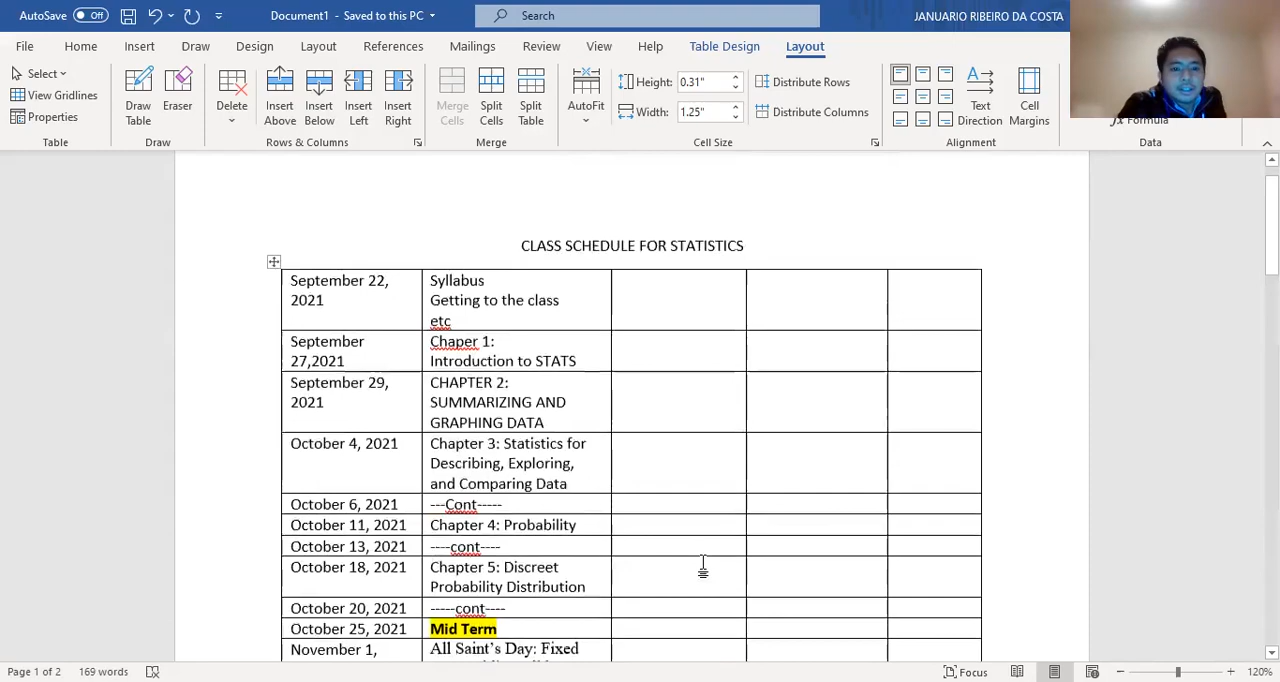 AutoSave Off Document1 - Saved to this PC Search JANUARIO RIBEIRO DA COSTA
File Home Insert Draw Design Layout References Mailings Review View Help Table Design Layout
Select
View Gridlines
Properties
Table
Draw Table
Eraser
Draw
Delete
Insert Above
Insert Below
Insert Left
Insert Right
Rows & Columns
Merge Cells
Split Cells
Split Table
Merge
AutoFit
Height: 0.31"
Width: 1.25"
Distribute Rows
Distribute Columns
Cell Size
Text Direction
Cell Margins
Alignment
Formula
Data
CLASS SCHEDULE FOR STATISTICS
September 22, 2021
Syllabus
Getting to the class
etc
September 27,2021
Chaper 1:
Introduction to STATS
September 29, 2021
CHAPTER 2:
SUMMARIZING AND
GRAPHING DATA
October 4, 2021
Chapter 3: Statistics for
Describing, Exploring,
and Comparing Data
October 6, 2021 ---Cont-----
October 11, 2021 Chapter 4: Probability
October 13, 2021 ----cont----
October 18, 2021 Chapter 5: Discreet
Probability Distribution
October 20, 2021 -----cont----
October 25, 2021 Mid Term
November 1, All Saint's Day: Fixed
Page 1 of 2 169 words Focus 120%